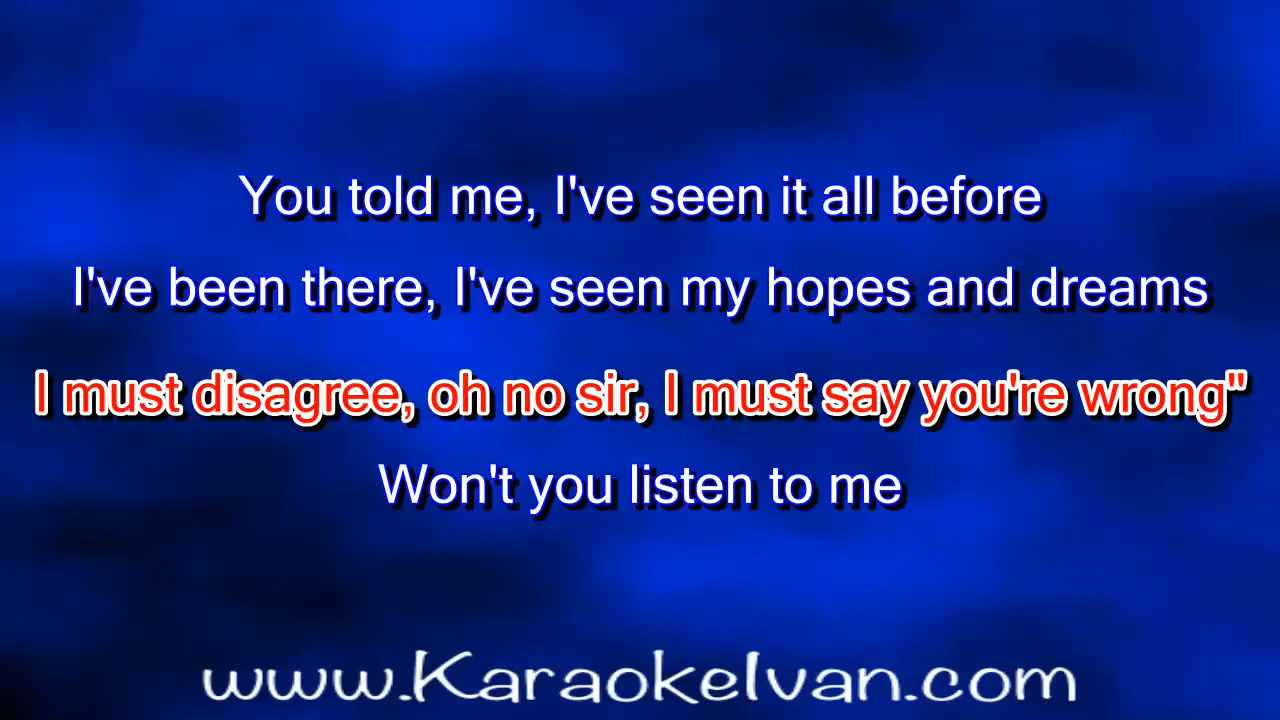 You told me, I've seen it all before
I've been there, I've seen my hopes and dreams
I must disagree, oh no sir, I must say you're wrong"
Won't you listen to me
www.KaraokeIvan.com